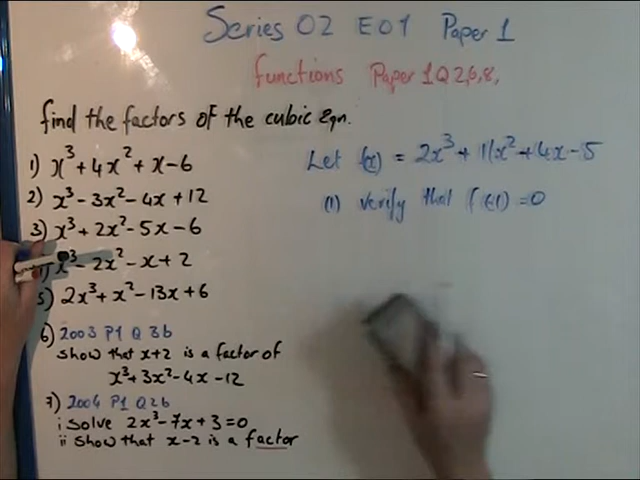 Series 02 E01 Paper 1
functions Paper 1 Q 2,6,8,
find the factors of the cubic Eqn.
1) x³ + 4x² + x - 6
2) x³ - 3x² - 4x + 12
3) x³ + 2x² - 5x - 6
x³ - 2x² - x + 2
5) 2x³ + x² - 13x + 6
6) 2003 P1 Q 3b
show that x+2 is a factor of
x³ + 3x² - 4x - 12
7) 2004 P1 Q2b
i solve 2x³ - 7x + 3 = 0
ii show that x-2 is a factor
Let f(x) = 2x³ + 11x² + 4x - 5
(1) verify that f(-1) = 0